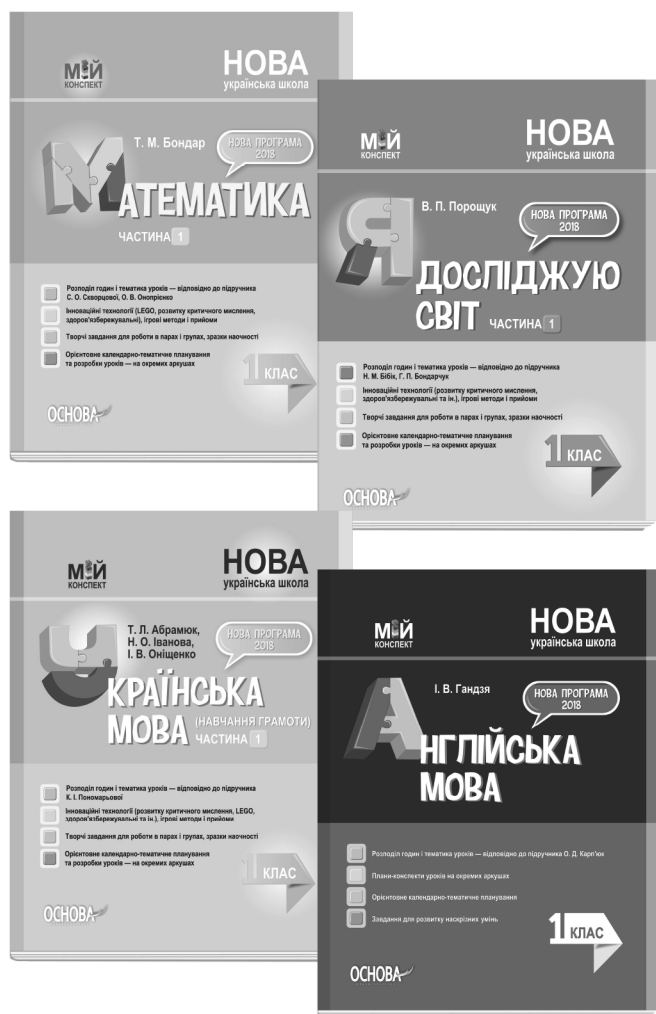 МІЙ
КОНСПЕКТ
НОВА
українська школа
Т. М. Бондар
НОВА ПРОГРАМА
2018
МАТЕМАТИКА
ЧАСТИНА 1
Розподіл годин і тематика уроків — відповідно до підручника
С. О. Скворцової, О. В. Онопрієнко
Інноваційні технології (LEGO, розвитку критичного мислення,
здоров'язбережувальні), ігрові методи і прийоми
Творчі завдання для роботи в парах і групах, зразки наочності
Орієнтовне календарно-тематичне планування
та розробки уроків — на окремих аркушах
1 КЛАС
ОСНОВА
МІЙ
КОНСПЕКТ
НОВА
українська школа
В. П. Порощук
НОВА ПРОГРАМА
2018
Я
ДОСЛІДЖУЮ
СВІТ ЧАСТИНА 1
Розподіл годин і тематика уроків — відповідно до підручника
Н. М. Бібік, Г. П. Бондарчук
Інноваційні технології (розвитку критичного мислення,
здоров'язбережувальні та ін.), ігрові методи і прийоми
Творчі завдання для роботи в парах і групах, зразки наочності
Орієнтовне календарно-тематичне планування
та розробки уроків — на окремих аркушах
1 КЛАС
ОСНОВА
МІЙ
КОНСПЕКТ
НОВА
українська школа
Т. Л. Абрамюк,
Н. О. Іванова,
І. В. Оніщенко
НОВА ПРОГРАМА
2018
УКРАЇНСЬКА
МОВА (НАВЧАННЯ ГРАМОТИ)
ЧАСТИНА 1
Розподіл годин і тематика уроків — відповідно до підручника
К. І. Пономарьової
Інноваційні технології (розвитку критичного мислення, LEGO,
здоров'язбережувальні та ін.), ігрові методи і прийоми
Творчі завдання для роботи в парах і групах, зразки наочності
Орієнтовне календарно-тематичне планування
та розробки уроків — на окремих аркушах
1 КЛАС
ОСНОВА
МІЙ
КОНСПЕКТ
НОВА
українська школа
І. В. Гандзя
НОВА ПРОГРАМА
2018
АНГЛІЙСЬКА
МОВА
Розподіл годин і тематика уроків — відповідно до підручника О. Д. Карп'юк
Плани-конспекти уроків на окремих аркушах
Орієнтовне календарно-тематичне планування
Завдання для розвитку наскрізних умінь
1 КЛАС
ОСНОВА